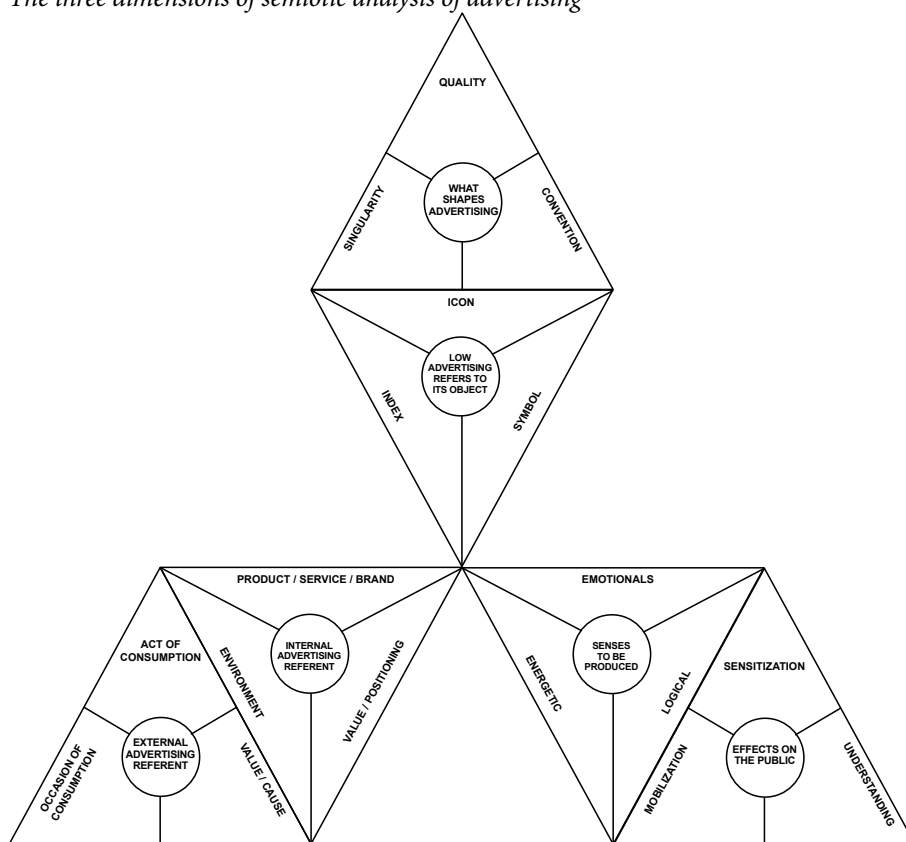 The three dimensions of semiotic analysis of advertising
QUALITY
SINGULARITY
WHAT
SHAPES
ADVERTISING
CONVENTION
ICON
LOW
ADVERTISING
REFERS TO
ITS OBJECT
INDEX
SYMBOL
PRODUCT / SERVICE / BRAND
EMOTIONALS
ACT OF
CONSUMPTION
ENVIRONMENT
INTERNAL
ADVERTISING
REFERENT
VALUE / POSITIONING
ENERGETIC
SENSES
TO BE
PRODUCED
LOGICAL
SENSITIZATION
OCCASION OF
CONSUMPTION
EXTERNAL
ADVERTISING
REFERENT
VALUE / CAUSE
MOBILIZATION
EFFECTS ON
THE PUBLIC
UNDERSTANDING